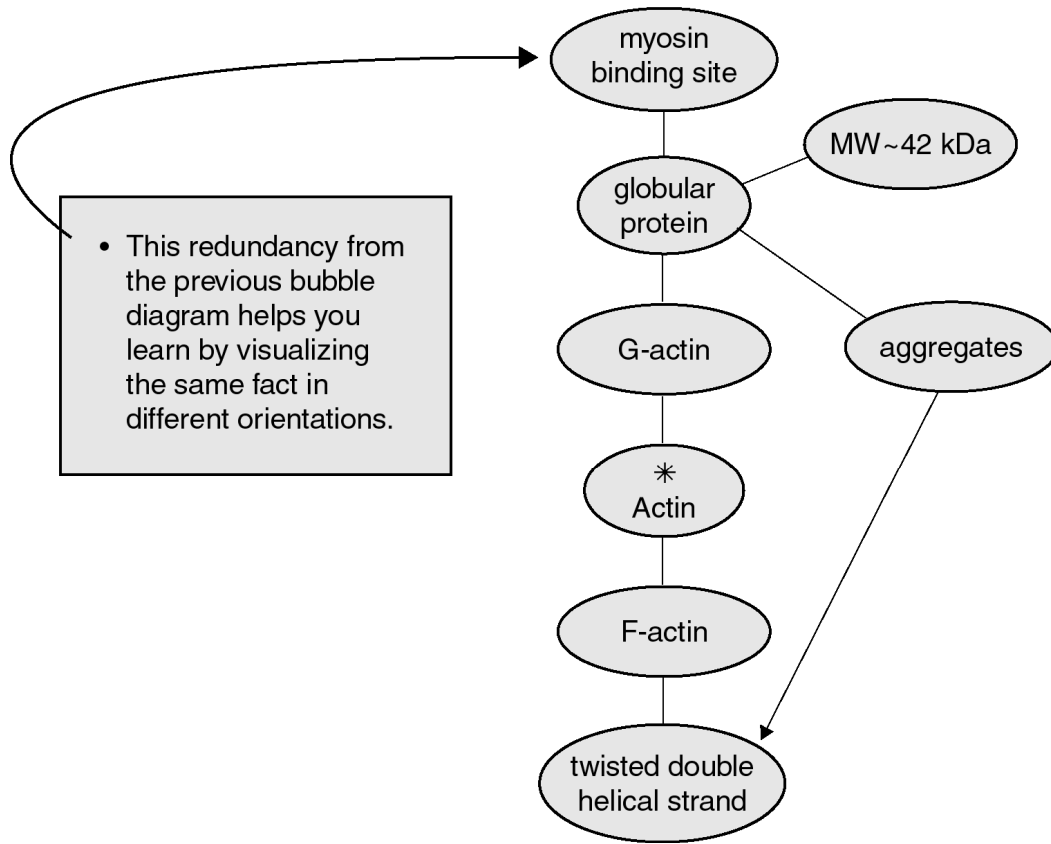 myosin
binding site
MW~42 kDa
globular
protein
• This redundancy from
the previous bubble
diagram helps you
learn by visualizing
the same fact in
different orientations.
G-actin
aggregates
✳
Actin
F-actin
twisted double
helical strand